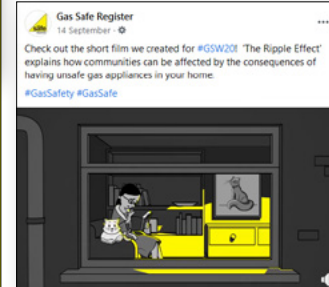 Gas Safe Register
14 September ·
Check out the short film we created for #GSW20! 'The Ripple Effect'
explains how communities can be affected by the consequences of
having unsafe gas appliances in your home.
#GasSafety #GasSafe